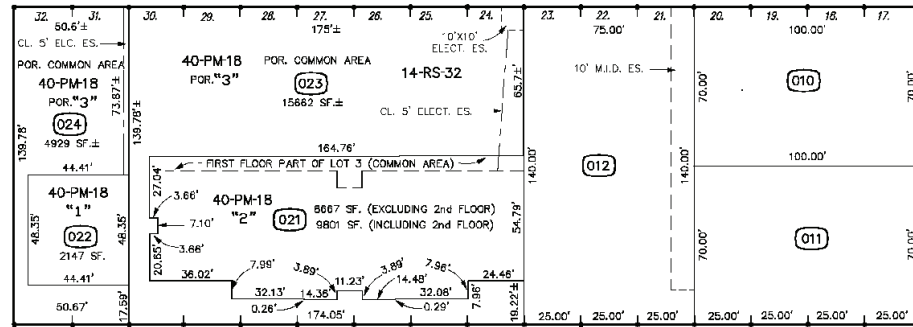 32. 31. 30. 29. 28. 27. 26. 25. 24. 23. 22. 21. 20. 19. 18. 17.
50.6'± 175'± 75.00' 100.00'
CL. 5' ELC. ES.
POR. COMMON AREA
40-PM-18
POR."3"
024
4929 SF.±
73.87'±
139.78'
139.78'±
44.41'
40-PM-18
POR. "3"
POR. COMMON AREA
023
15662 SF.±
14-RS-32
10'X10'
ELECT. ES.
CL. 5' ELECT. ES.
65.7±'
10' M.I.D. ES.
70.00'
010
70.00'
164.76'
FIRST FLOOR PART OF LOT 3 (COMMON AREA)
27.04'
140.00'
012
140.00'
100.00'
40-PM-18
"1"
022
2147 SF.
48.35'
48.35'
44.41'
3.66'
7.10'
3.66'
20.65'
40-PM-18
"2"
021
6667 SF. (EXCLUDING 2nd FLOOR)
9801 SF. (INCLUDING 2nd FLOOR)
54.79'
70.00'
011
70.00'
36.02'
7.99'
3.89'
11.23'
3.89'
7.96'
24.46'
32.13'
14.36'
14.48'
32.08'
7.96'
0.26'
0.29'
19.22'±
50.67'
17.59'
174.05'
25.00' 25.00' 25.00' 25.00' 25.00' 25.00' 25.00'